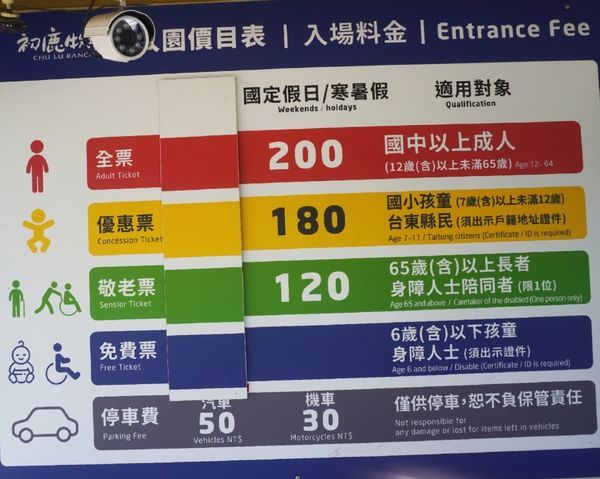 初鹿牧 入園價目表 | 入場料金 | Entrance Fee
CHU LU RANCH
國定假日/寒暑假 適用對象
Weekends / hoidays Qualification
全票 200 國中以上成人
Adult Ticket (12歲(含)以上未滿65歲) Age 12- 64
優惠票 180 國小孩童 (7歲(含)以上未滿12歲)
Concession Ticket 台東縣民 (須出示戶籍地址證件)
Age 7-11 / Taitung citizens (Certificate / ID is required)
敬老票 120 65歲(含)以上長者
Sensior Ticket 身障人士陪同者 (限1位)
Age 65 and above / Caretaker of the disabled (One person only)
免費票 6歲(含)以下孩童
Free Ticket 身障人士 (須出示證件)
Age 6 and below / Disable (Certificate / ID is required)
停車費 汽車 機車 僅供停車,恕不負保管責任
Parking Fee 50 30 Not responsible for
Vehicles NT$ Motorcycles NT$ any damage or lost for items left in vehicles